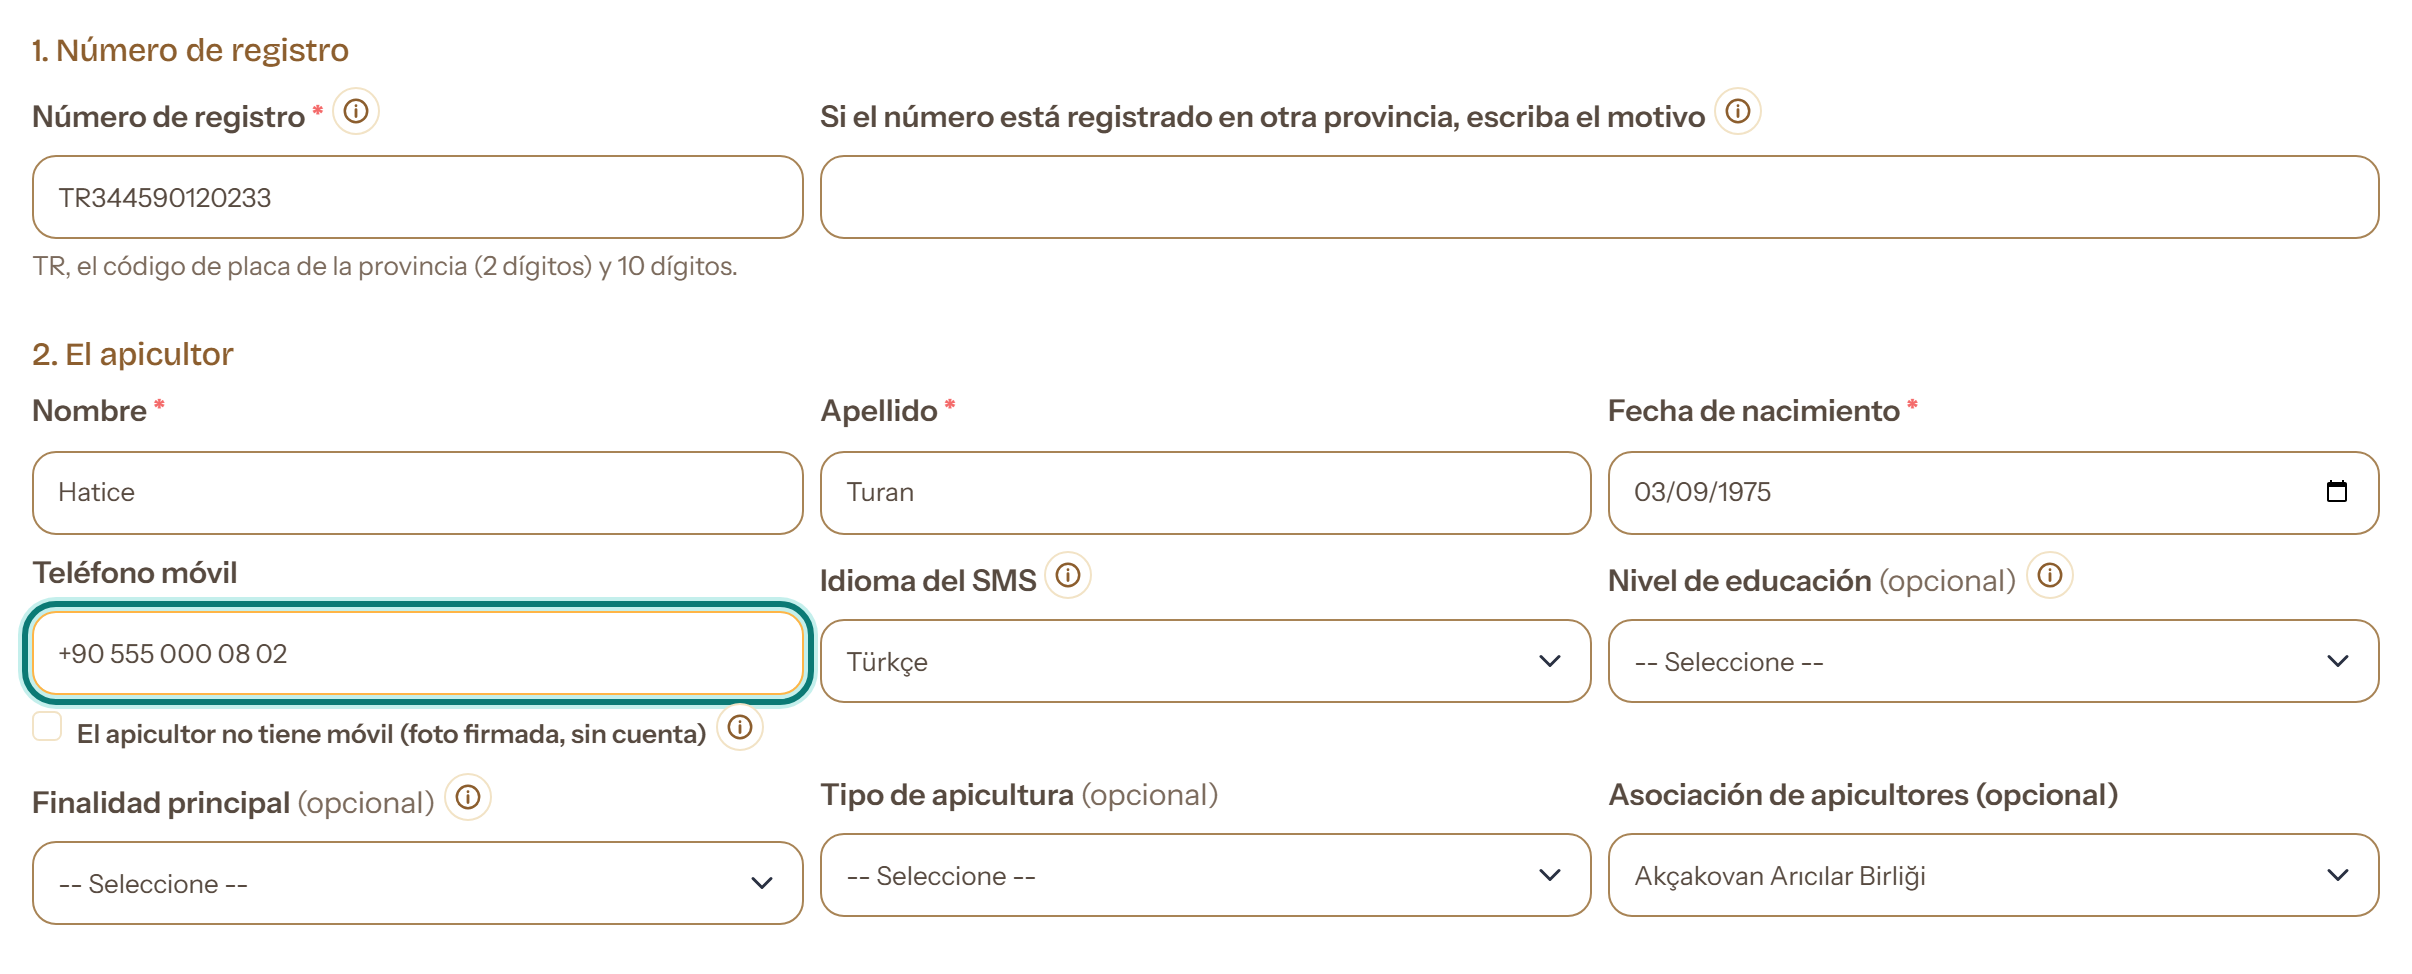 1. Número de registro
Número de registro *
Si el número está registrado en otra provincia, escriba el motivo
TR344590120233
TR, el código de placa de la provincia (2 dígitos) y 10 dígitos.
2. El apicultor
Nombre *
Apellido *
Fecha de nacimiento *
Hatice
Turan
03/09/1975
Teléfono móvil
Idioma del SMS
Nivel de educación (opcional)
+90 555 000 08 02
Türkçe
-- Seleccione --
El apicultor no tiene móvil (foto firmada, sin cuenta)
Finalidad principal (opcional)
Tipo de apicultura (opcional)
Asociación de apicultores (opcional)
-- Seleccione --
-- Seleccione --
Akçakovan Arıcılar Birliği